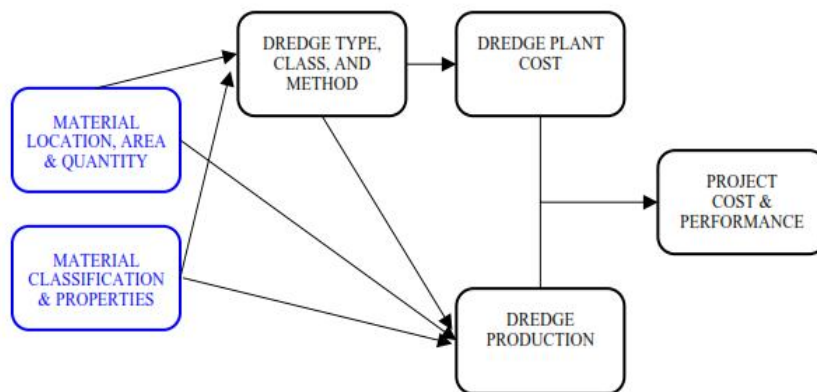 DREDGE TYPE,
CLASS, AND
METHOD
DREDGE PLANT
COST
MATERIAL
LOCATION, AREA
& QUANTITY
PROJECT
COST &
PERFORMANCE
MATERIAL
CLASSIFICATION
& PROPERTIES
DREDGE
PRODUCTION